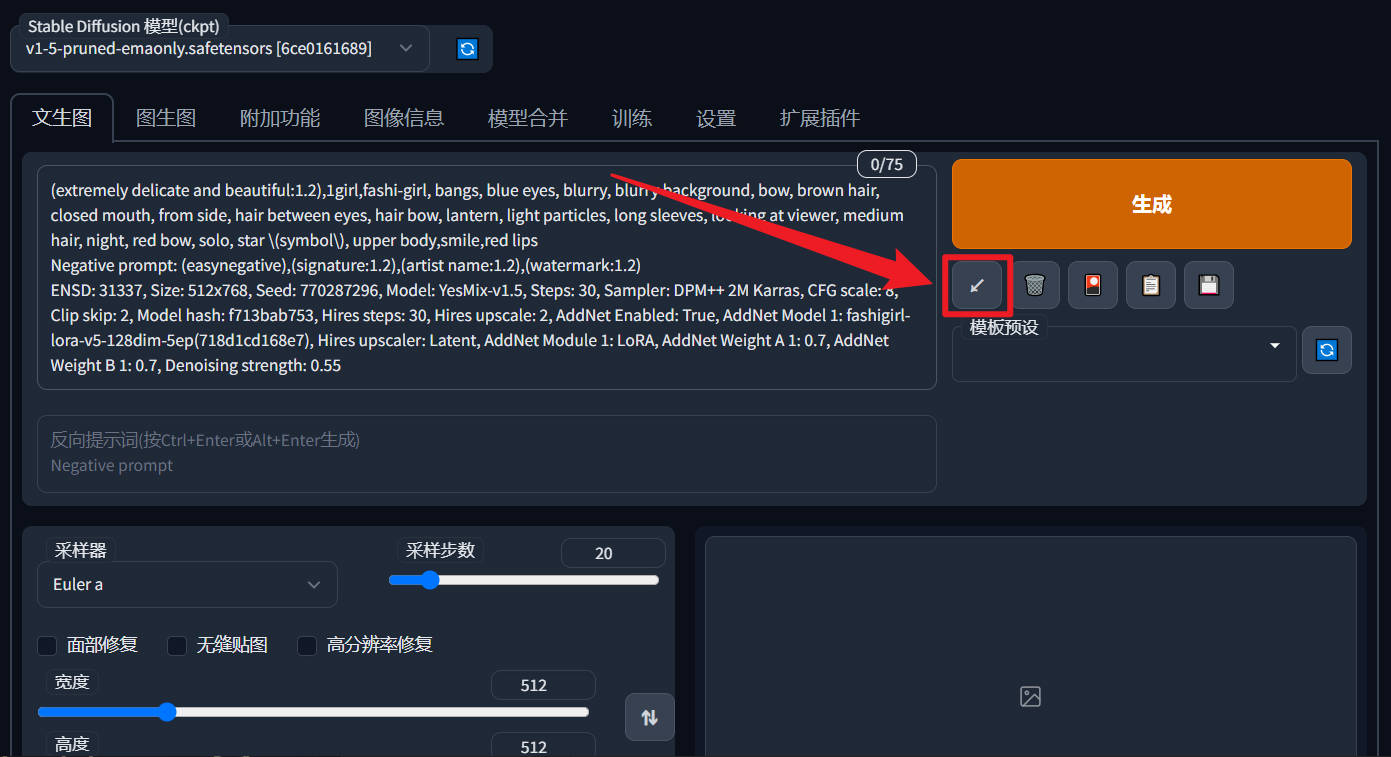 Stable Diffusion 模型(ckpt)
v1-5-pruned-emaonly.safetensors [6ce0161689]
文生图 图生图 附加功能 图像信息 模型合并 训练 设置 扩展插件
0/75
(extremely delicate and beautiful:1.2),1girl,fashi-girl, bangs, blue eyes, blurry, blurry background, bow, brown hair,
closed mouth, from side, hair between eyes, hair bow, lantern, light particles, long sleeves, looking at viewer, medium
hair, night, red bow, solo, star \(symbol\), upper body,smile,red lips
Negative prompt: (easynegative),(signature:1.2),(artist name:1.2),(watermark:1.2)
ENSD: 31337, Size: 512x768, Seed: 770287296, Model: YesMix-v1.5, Steps: 30, Sampler: DPM++ 2M Karras, CFG scale: 8,
Clip skip: 2, Model hash: f713bab753, Hires steps: 30, Hires upscale: 2, AddNet Enabled: True, AddNet Model 1: fashigirl-
lora-v5-128dim-5ep(718d1cd168e7), Hires upscaler: Latent, AddNet Module 1: LoRA, AddNet Weight A 1: 0.7, AddNet
Weight B 1: 0.7, Denoising strength: 0.55
生成
模板预设
反向提示词(按Ctrl+Enter或Alt+Enter生成)
Negative prompt
采样器
Euler a
采样步数
20
面部修复 无缝贴图 高分辨率修复
宽度
512
高度
512